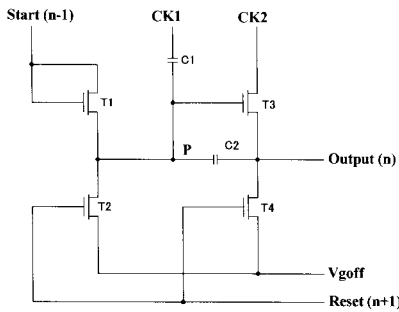 Start (n-1) CK1 CK2
C1
T1 T3
P C2
Output (n)
T2 T4
Vgoff
Reset (n+1)